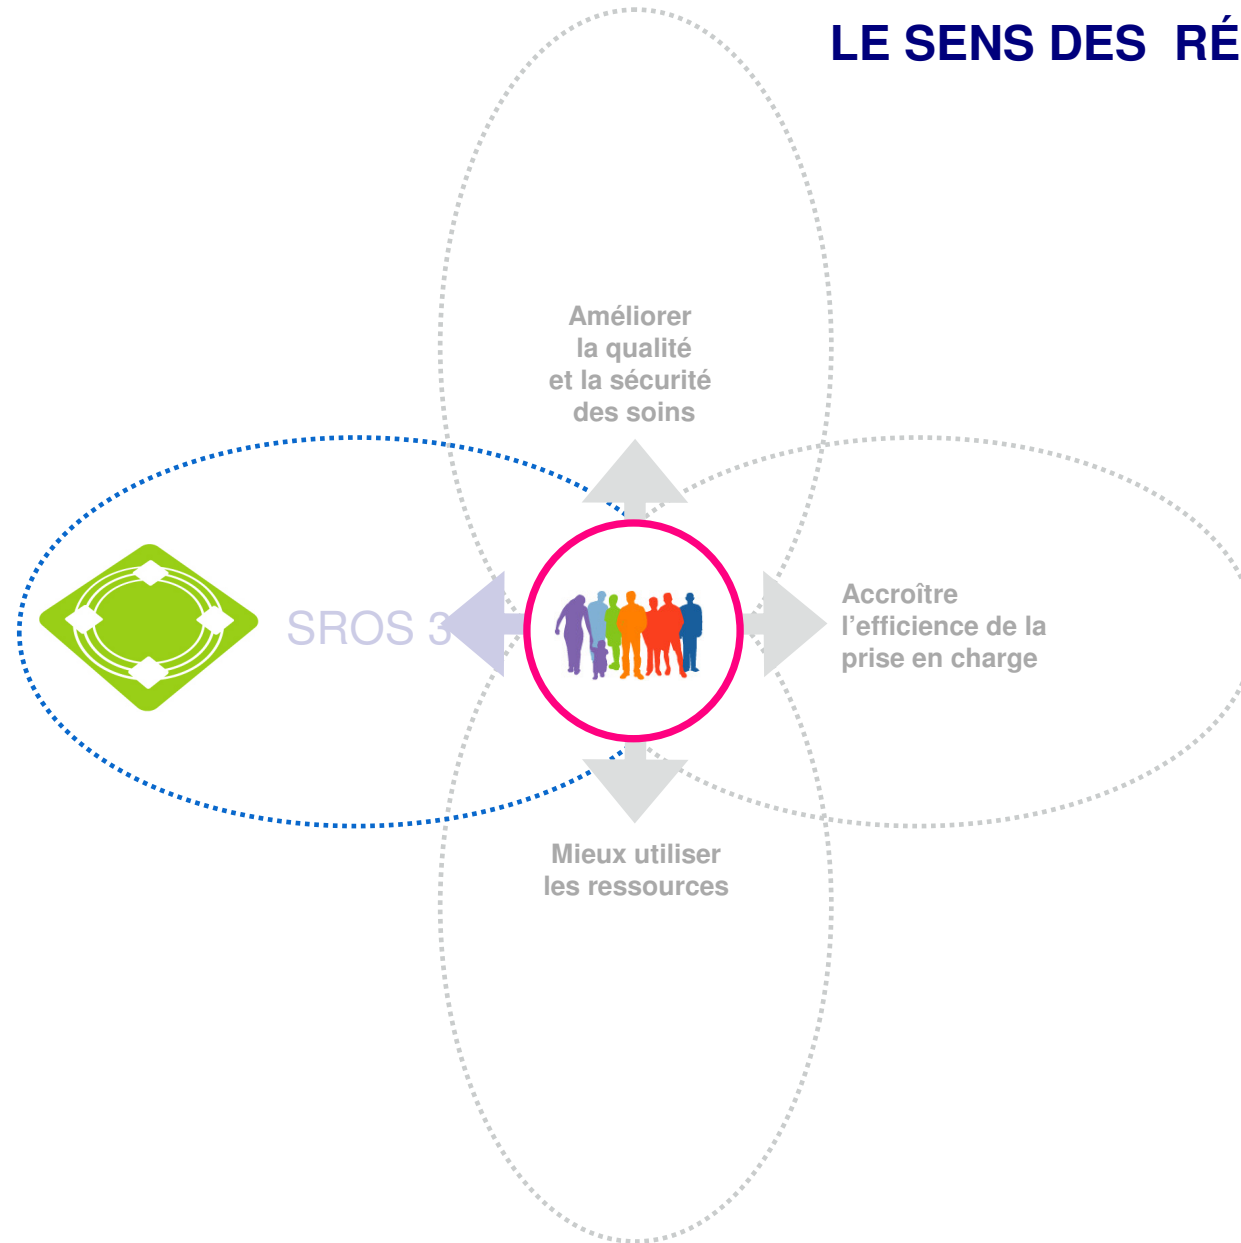 LE SENS DES RÉ
Améliorer
la qualité
et la sécurité
des soins
SROS 3
Accroître
l'efficience de la
prise en charge
Mieux utiliser
les ressources